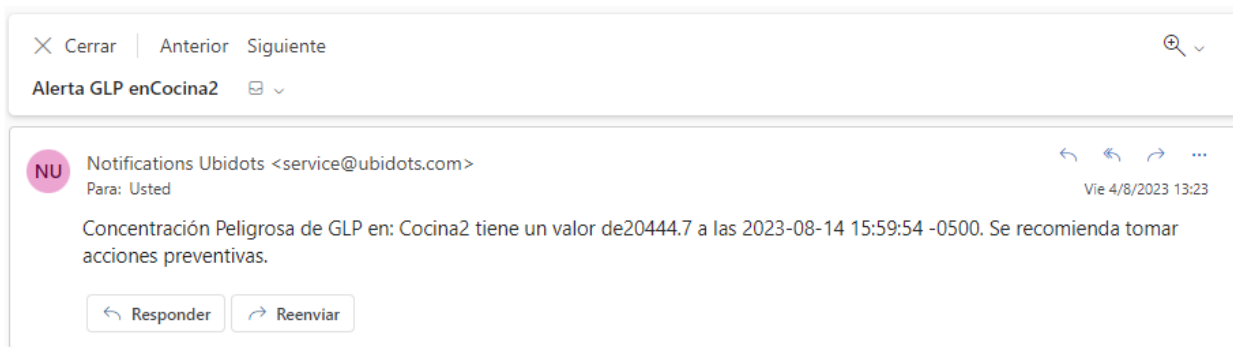 Cerrar Anterior Siguiente
Alerta GLP enCocina2
NU
Notifications Ubidots <service@ubidots.com>
Para: Usted
Vie 4/8/2023 13:23
Concentración Peligrosa de GLP en: Cocina2 tiene un valor de20444.7 a las 2023-08-14 15:59:54 -0500. Se recomienda tomar
acciones preventivas.
Responder Reenviar